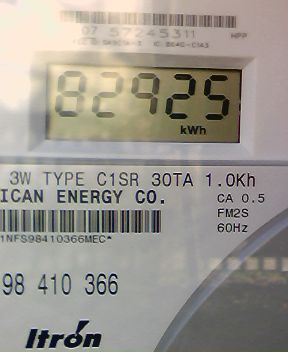 07 57245311
HPP
82925
kWh
3W TYPE C1SR 30TA 1.0Kh
ICAN ENERGY CO.
CA 0.5
FM2S
60Hz
1NFS98410366MEC*
98 410 366
Itron